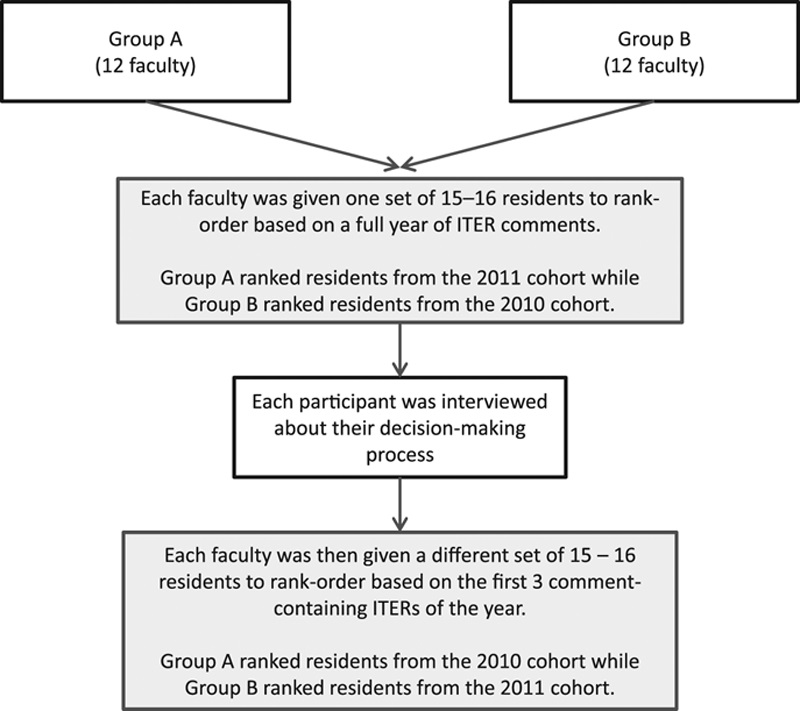 Group A
(12 faculty)
Group B
(12 faculty)
Each faculty was given one set of 15–16 residents to rank-
order based on a full year of ITER comments.
Group A ranked residents from the 2011 cohort while
Group B ranked residents from the 2010 cohort.
Each participant was interviewed
about their decision-making
process
Each faculty was then given a different set of 15 – 16
residents to rank-order based on the first 3 comment-
containing ITERs of the year.
Group A ranked residents from the 2010 cohort while
Group B ranked residents from the 2011 cohort.